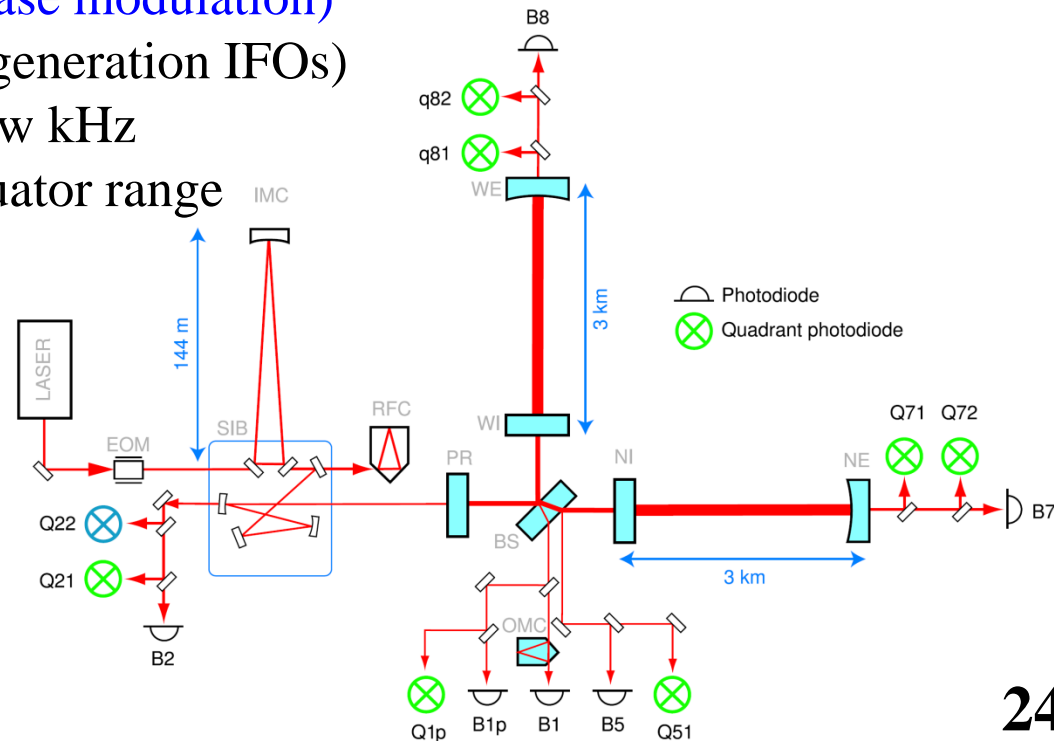 ase modulation)
generation IFOs)
w kHz
uator range
B8
q82
q81
WE
IMC
3 km
144 m
Photodiode
Quadrant photodiode
LASER
EOM
SIB
RFC
WI
PR
NI
Q71
Q72
NE
B7
BS
3 km
Q22
Q21
B2
OMC
Q1p
B1p
B1
B5
Q51
24